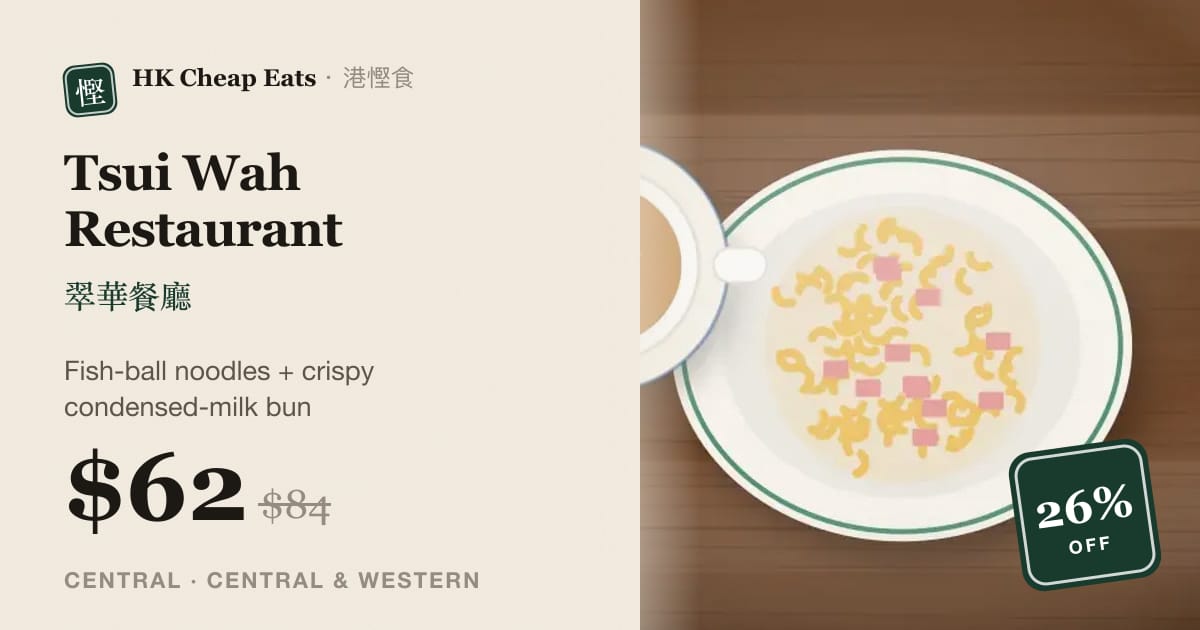 慳
HK Cheap Eats · 港慳食
Tsui Wah
Restaurant
翠華餐廳
Fish-ball noodles + crispy
condensed-milk bun
$62 $84
CENTRAL · CENTRAL & WESTERN
26%
OFF